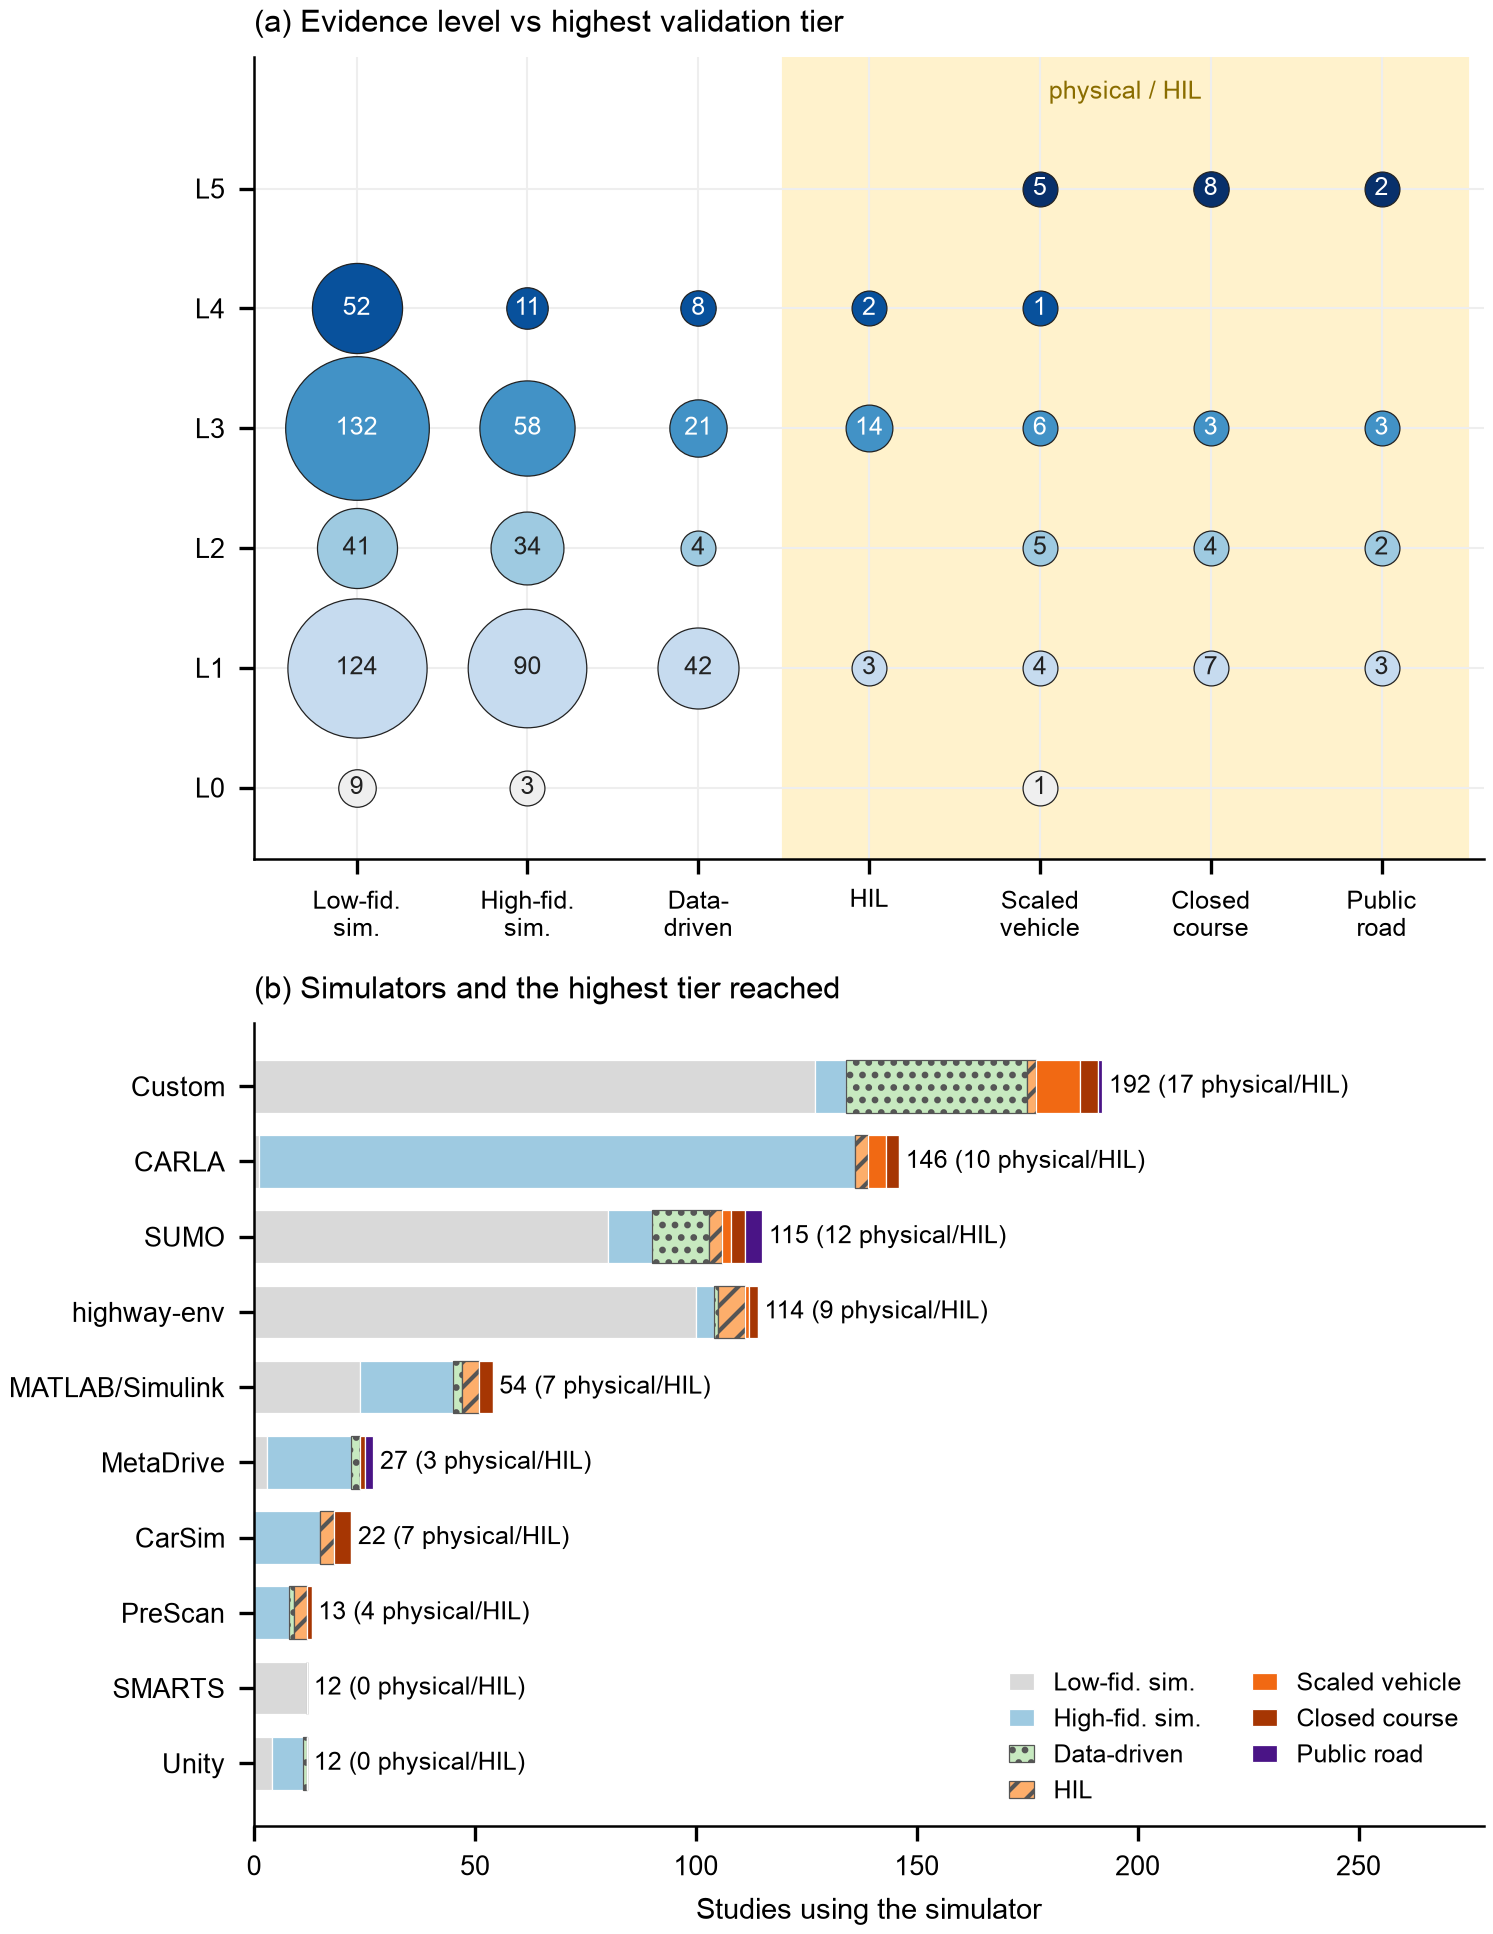 (a) Evidence level vs highest validation tier
physical / HIL
L5
5
8
2
L4
52
11
8
2
1
L3
132
58
21
14
6
3
3
L2
41
34
4
5
4
2
L1
124
90
42
3
4
7
3
L0
9
3
1
Low-fid.
sim.
High-fid.
sim.
Data-
driven
HIL
Scaled
vehicle
Closed
course
Public
road
(b) Simulators and the highest tier reached
Custom
192 (17 physical/HIL)
CARLA
146 (10 physical/HIL)
SUMO
115 (12 physical/HIL)
highway-env
114 (9 physical/HIL)
MATLAB/Simulink
54 (7 physical/HIL)
MetaDrive
27 (3 physical/HIL)
CarSim
22 (7 physical/HIL)
PreScan
13 (4 physical/HIL)
SMARTS
12 (0 physical/HIL)
Unity
12 (0 physical/HIL)
Low-fid. sim.
High-fid. sim.
Data-driven
HIL
Scaled vehicle
Closed course
Public road
0
50
100
150
200
250
Studies using the simulator